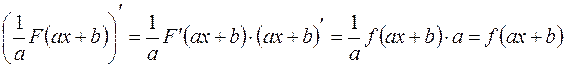 (1/a F(ax+b))′ = 1/a F′(ax+b)·(ax+b)′ = 1/a f(ax+b)·a = f(ax+b)